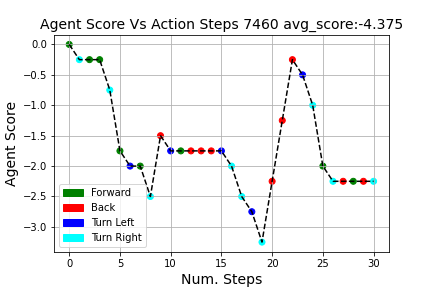 Agent Score Vs Action Steps 7460 avg_score:-4.375
Agent Score
0.0
−0.5
−1.0
−1.5
−2.0
−2.5
−3.0
Forward
Back
Turn Left
Turn Right
0 5 10 15 20 25 30
Num. Steps